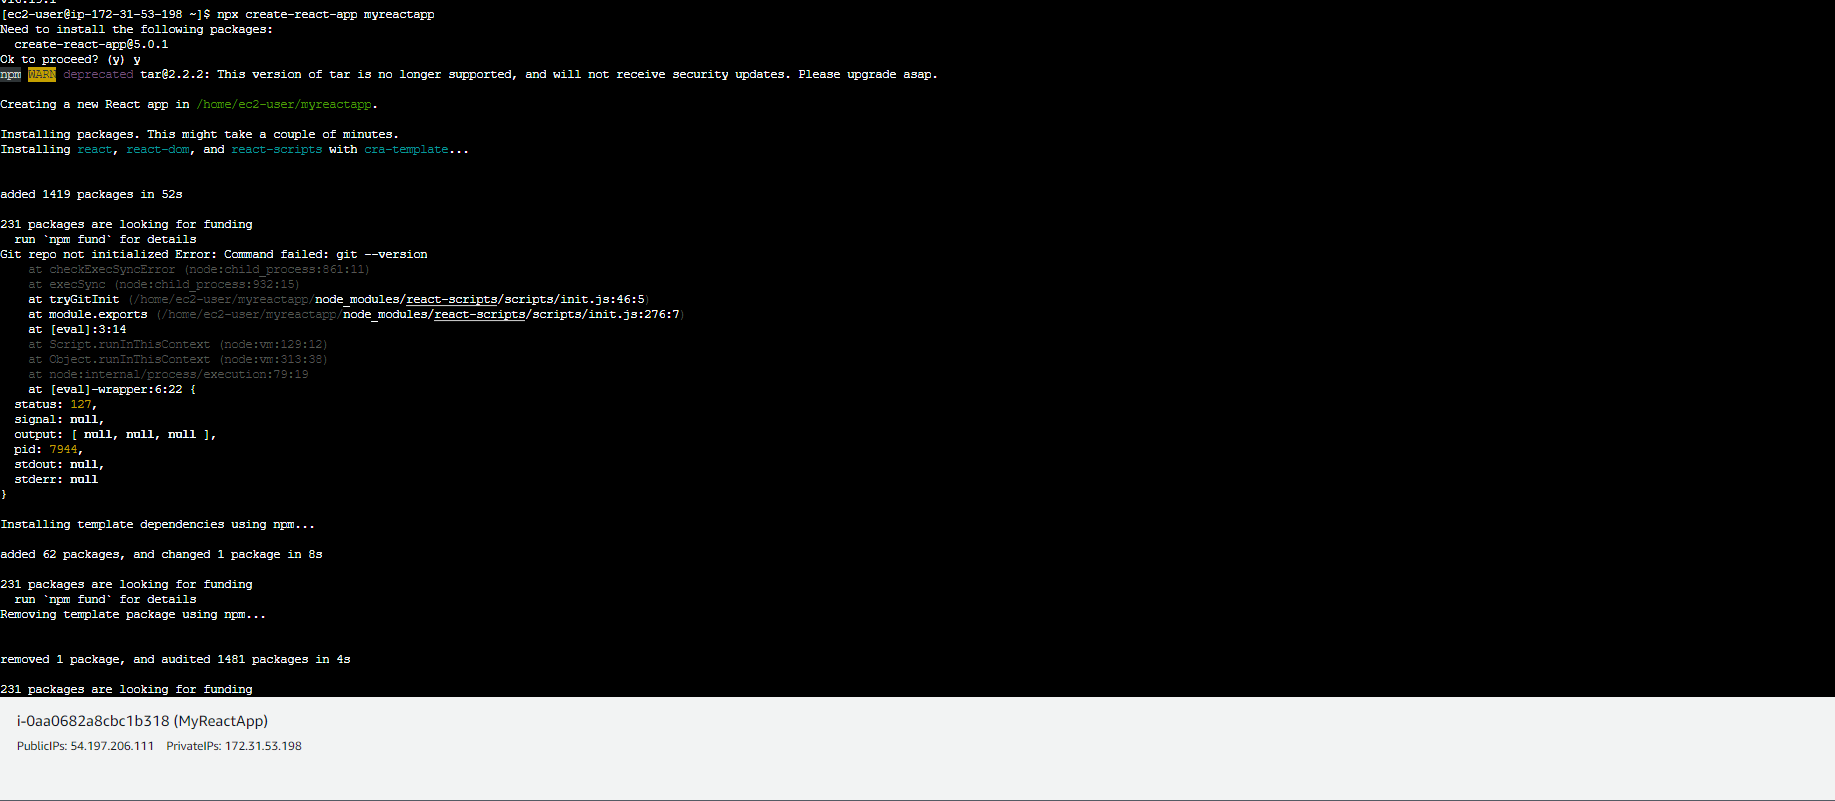 [ec2-user@ip-172-31-53-198 ~]$ npx create-react-app myreactapp
Need to install the following packages:
  create-react-app@5.0.1
Ok to proceed? (y) y
npm WARN deprecated tar@2.2.2: This version of tar is no longer supported, and will not receive security updates. Please upgrade asap.
Creating a new React app in /home/ec2-user/myreactapp.
Installing packages. This might take a couple of minutes.
Installing react, react-dom, and react-scripts with cra-template...
added 1419 packages in 52s
231 packages are looking for funding
  run `npm fund` for details
Git repo not initialized Error: Command failed: git --version
    at checkExecSyncError (node:child_process:861:11)
    at execSync (node:child_process:932:15)
    at tryGitInit (/home/ec2-user/myreactapp/node_modules/react-scripts/scripts/init.js:46:5)
    at module.exports (/home/ec2-user/myreactapp/node_modules/react-scripts/scripts/init.js:276:7)
    at [eval]:3:14
    at Script.runInThisContext (node:vm:129:12)
    at Object.runInThisContext (node:vm:313:38)
    at node:internal/process/execution:79:19
    at [eval]-wrapper:6:22 {
  status: 127,
  signal: null,
  output: [ null, null, null ],
  pid: 7944,
  stdout: null,
  stderr: null
}
Installing template dependencies using npm...
added 62 packages, and changed 1 package in 8s
231 packages are looking for funding
  run `npm fund` for details
Removing template package using npm...
removed 1 package, and audited 1481 packages in 4s
231 packages are looking for funding
i-0aa0682a8cbc1b318 (MyReactApp)
PublicIPs: 54.197.206.111 PrivateIPs: 172.31.53.198